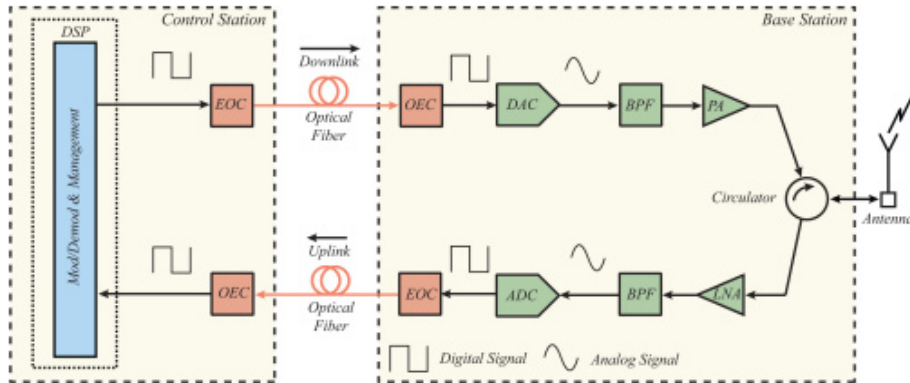 Control Station
Base Station
DSP
Mod/Demod & Management
EOC
Downlink
Optical
Fiber
OEC
DAC
BPF
PA
Circulator
Antenna
Uplink
OEC
Optical
Fiber
EOC
ADC
BPF
LNA
Digital Signal
Analog Signal